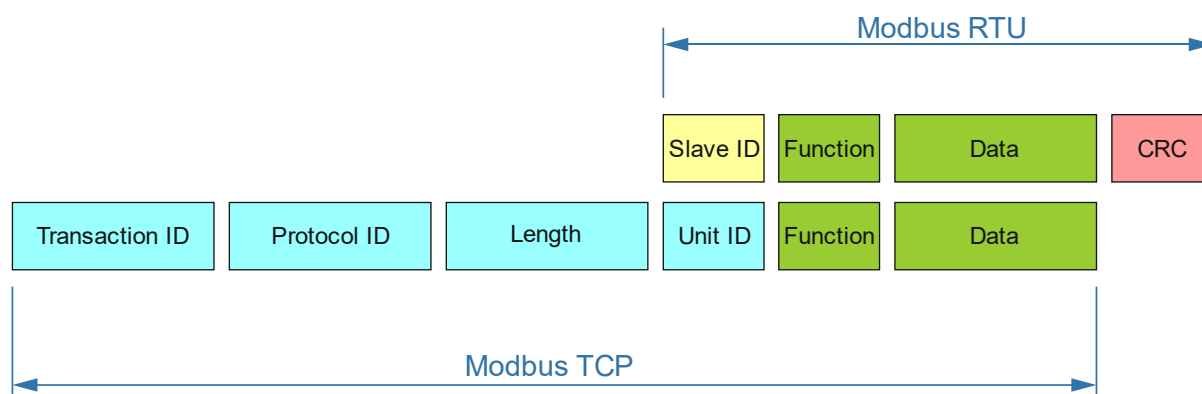 Modbus RTU
Slave ID Function Data CRC
Transaction ID Protocol ID Length Unit ID Function Data
Modbus TCP